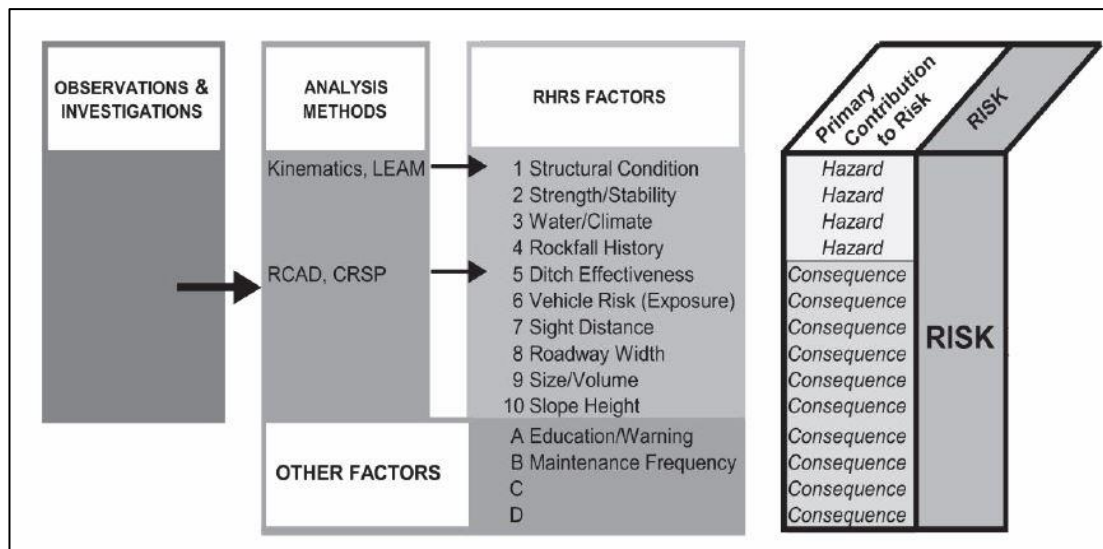 OBSERVATIONS &
INVESTIGATIONS
ANALYSIS
METHODS
Kinematics, LEAM
RCAD, CRSP
RHRS FACTORS
1 Structural Condition
2 Strength/Stability
3 Water/Climate
4 Rockfall History
5 Ditch Effectiveness
6 Vehicle Risk (Exposure)
7 Sight Distance
8 Roadway Width
9 Size/Volume
10 Slope Height
OTHER FACTORS
A Education/Warning
B Maintenance Frequency
C
D
Primary
Contribution
to Risk
Hazard
Hazard
Hazard
Hazard
Consequence
Consequence
Consequence
Consequence
Consequence
Consequence
Consequence
Consequence
Consequence
Consequence
RISK
RISK